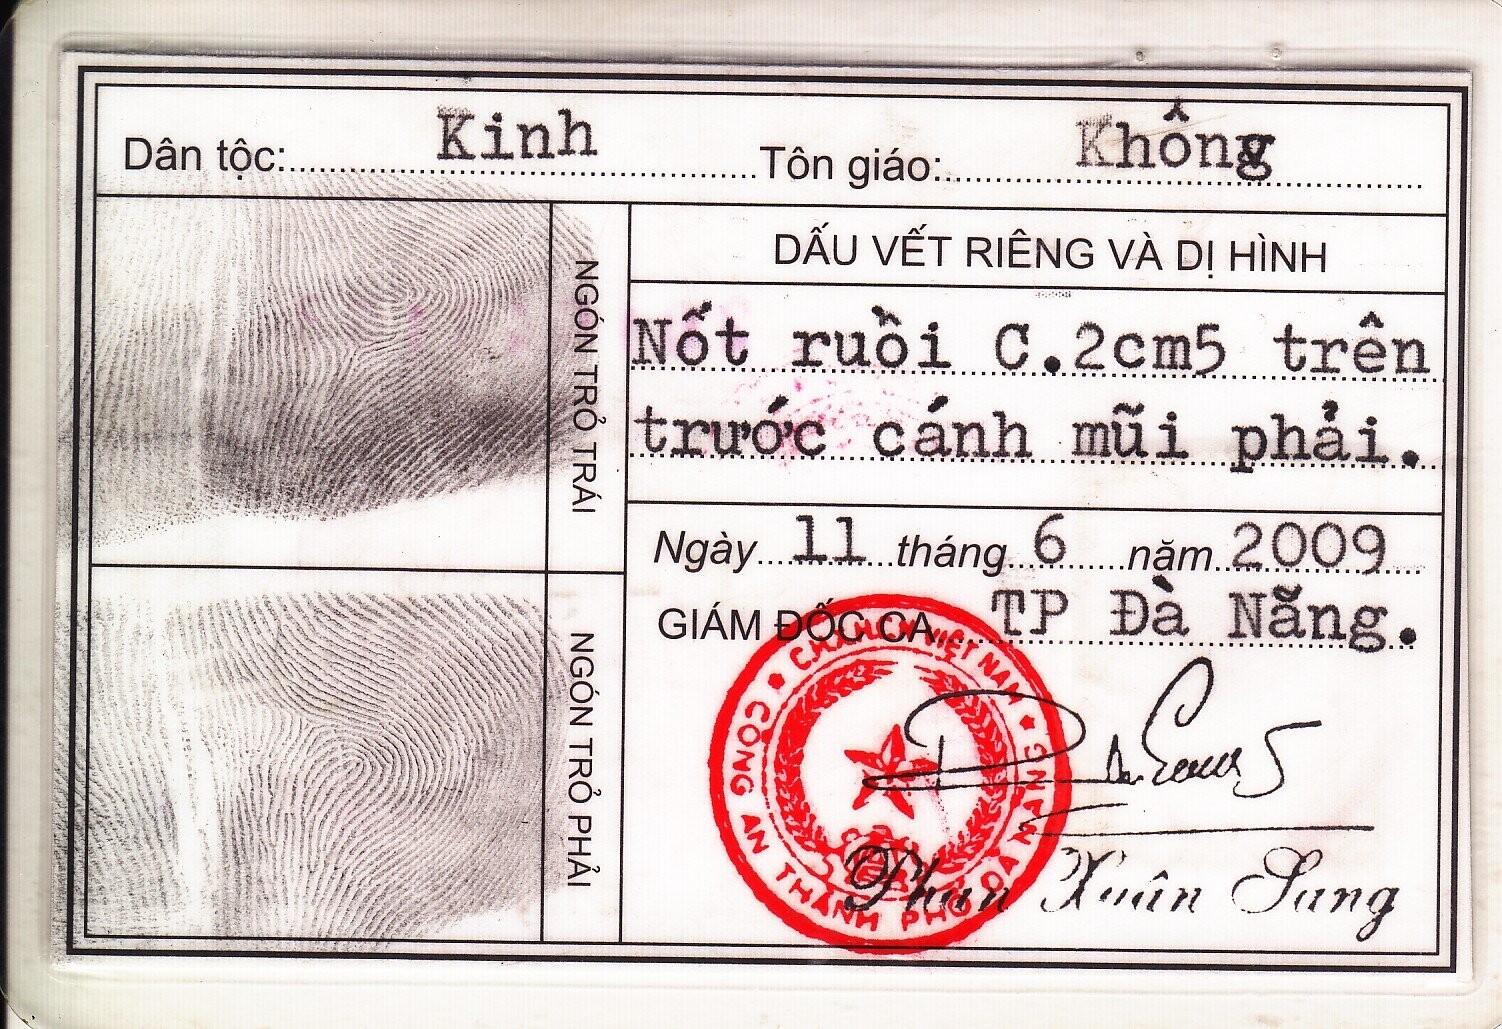 Dân tộc: Kinh Tôn giáo: Không
NGÓN TRỎ TRÁI
DẤU VẾT RIÊNG VÀ DỊ HÌNH
Nốt ruồi C.2cm5 trên
trước cánh mũi phải.
Ngày 11 tháng 6 năm 2009
GIÁM ĐỐC CA. TP Đà Nẵng.
NGÓN TRỎ PHẢI
VIỆT NAM
CÔNG AN THÀNH PHỐ
Phan Xuân Sang